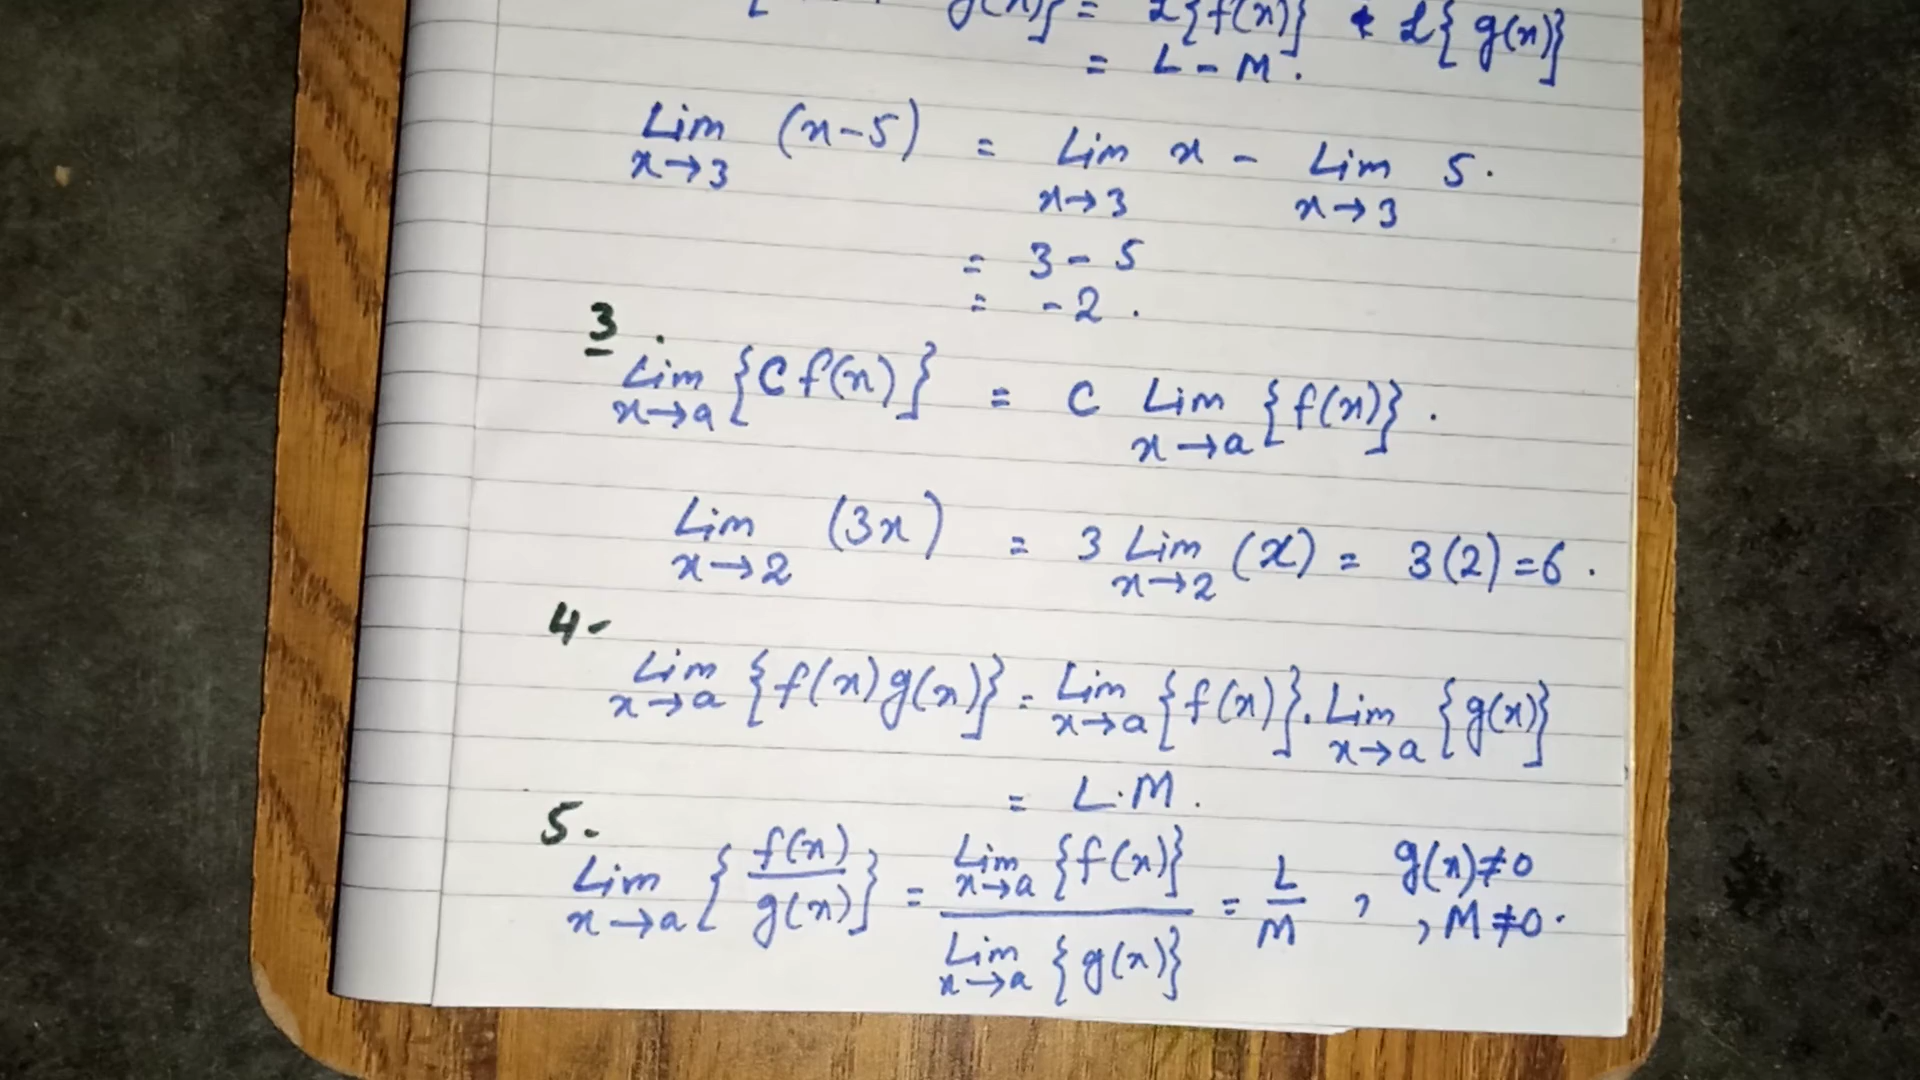 g(x)} = L{f(x)} L{g(x)}
= L - M.
Lim (x-5) = Lim x - Lim 5.
x→3 x→3 x→3
= 3 - 5
= -2.
3.
Lim {C f(x)} = C Lim {f(x)}.
x→a x→a
Lim (3x) = 3 Lim (x) = 3(2) = 6.
x→2 x→2
4-
Lim {f(x) g(x)} = Lim {f(x)}. Lim {g(x)}
x→a x→a x→a
= L.M.
5.
Lim {f(x)/g(x)} = Lim {f(x)} / Lim {g(x)} = L/M , g(x)≠0
x→a x→a x→a , M≠0.